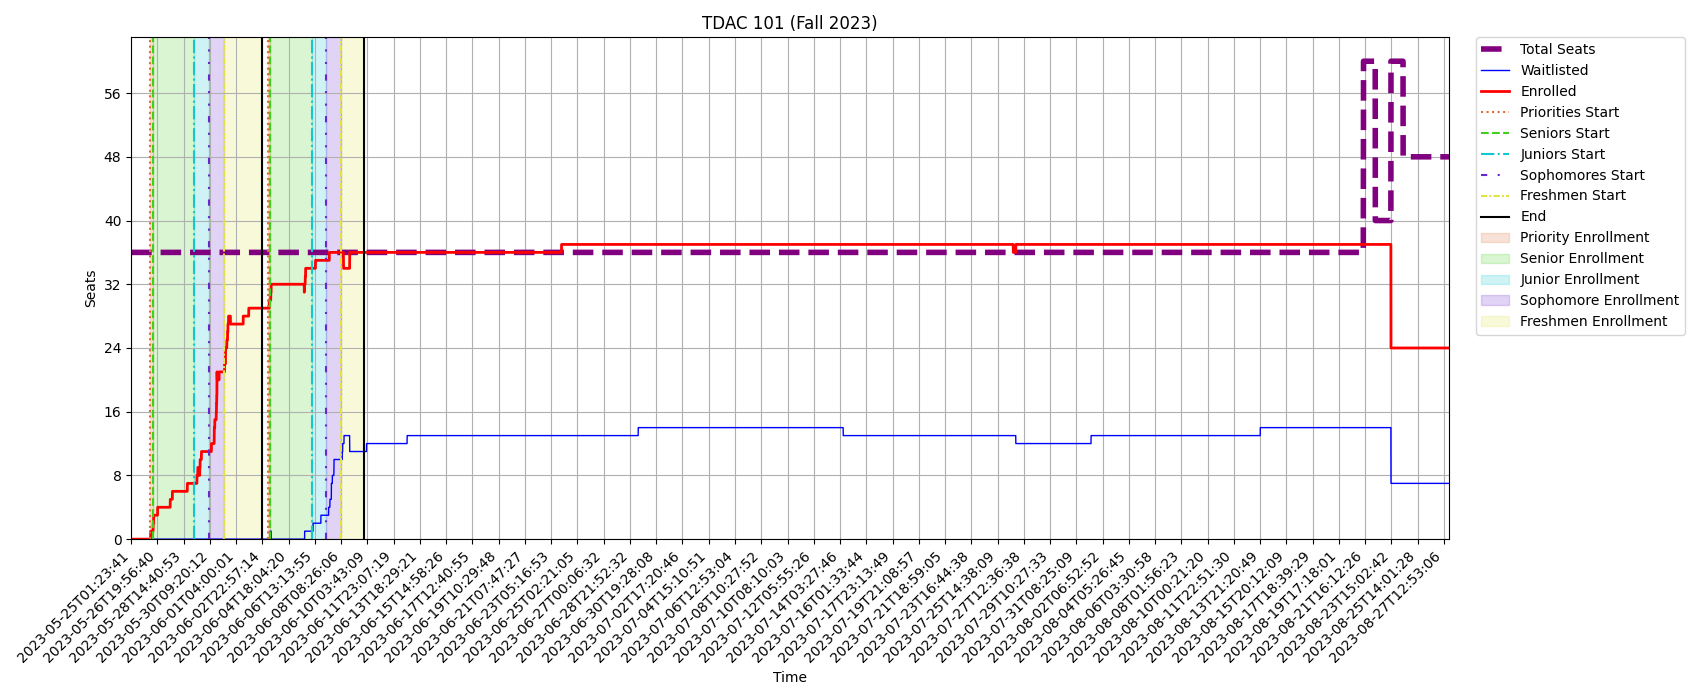 TDAC 101 (Fall 2023)
Seats
56
48
40
32
24
16
8
0
2023-05-25T01:23:41
2023-05-26T19:56:40
2023-05-28T14:40:53
2023-05-30T09:20:12
2023-06-01T04:00:01
2023-06-02T22:57:14
2023-06-04T18:04:20
2023-06-06T13:13:55
2023-06-08T08:26:06
2023-06-10T03:43:09
2023-06-11T23:07:19
2023-06-13T18:29:21
2023-06-15T14:58:26
2023-06-17T12:40:55
2023-06-19T10:29:48
2023-06-21T07:47:27
2023-06-23T05:16:53
2023-06-25T02:21:05
2023-06-27T00:06:32
2023-06-28T21:52:32
2023-06-30T19:28:08
2023-07-02T17:20:46
2023-07-04T15:10:51
2023-07-06T12:53:04
2023-07-08T10:27:52
2023-07-10T08:10:03
2023-07-12T05:55:26
2023-07-14T03:27:46
2023-07-16T01:33:44
2023-07-17T23:13:49
2023-07-19T21:08:57
2023-07-21T18:59:05
2023-07-23T16:44:38
2023-07-25T14:38:09
2023-07-27T12:36:38
2023-07-29T10:27:33
2023-07-31T08:25:09
2023-08-02T06:52:52
2023-08-04T05:26:45
2023-08-06T03:30:58
2023-08-08T01:56:23
2023-08-10T00:21:20
2023-08-11T22:51:30
2023-08-13T21:20:49
2023-08-15T20:12:09
2023-08-17T18:39:29
2023-08-19T17:18:01
2023-08-21T16:12:26
2023-08-23T15:02:42
2023-08-25T14:01:28
2023-08-27T12:53:06
Time
Total Seats
Waitlisted
Enrolled
Priorities Start
Seniors Start
Juniors Start
Sophomores Start
Freshmen Start
End
Priority Enrollment
Senior Enrollment
Junior Enrollment
Sophomore Enrollment
Freshmen Enrollment